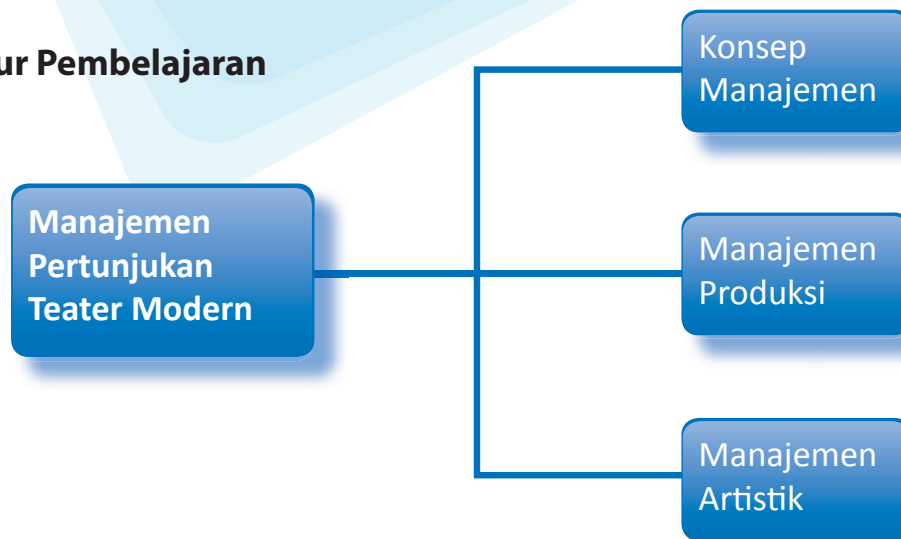 ur Pembelajaran
Konsep
Manajemen
Manajemen
Pertunjukan
Teater Modern
Manajemen
Produksi
Manajemen
Artistik